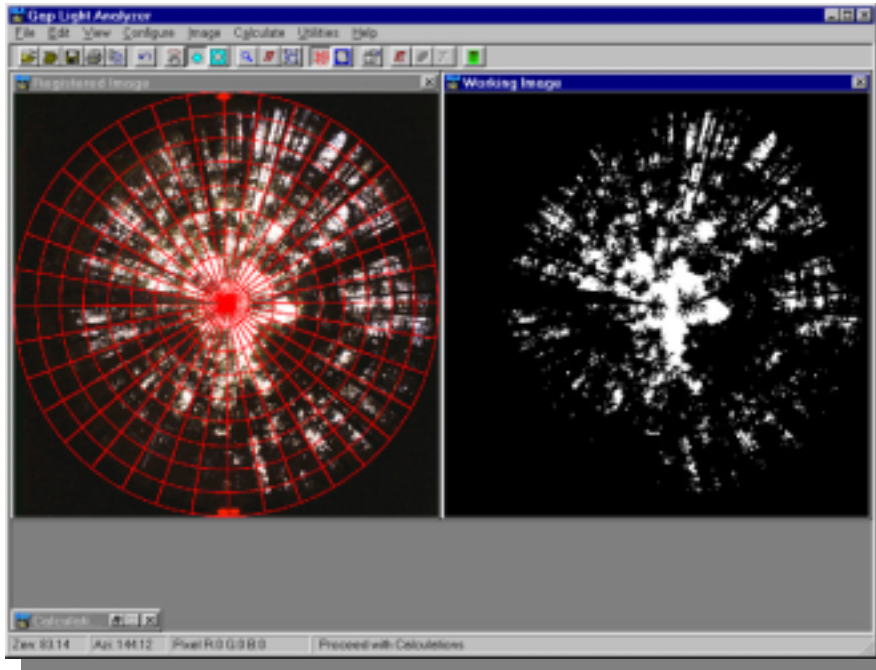 Gap Light Analyzer
File Edit View Configure Image Calculate Utilities Help
Registered Image
Working Image
Calculati...
Zen: 83.14 Azi: 144.12 Pixel R:0 G:0 B:0 Proceed with Calculations